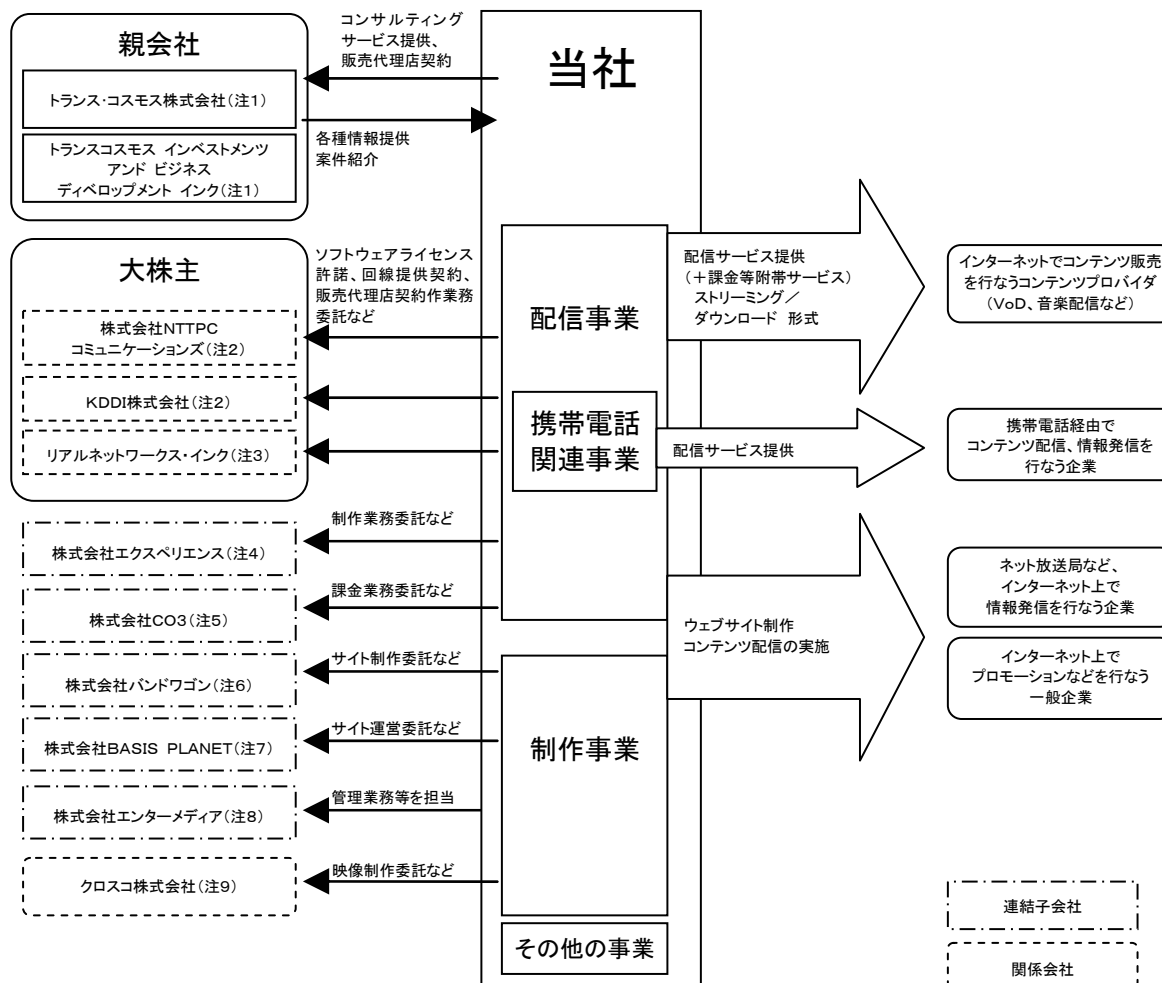 親会社
トランス・コスモス株式会社(注1)
トランスコスモス インベストメンツ
アンド ビジネス
ディベロップメント インク(注1)
コンサルティング
サービス提供、
販売代理店契約
各種情報提供
案件紹介
当社
大株主
株式会社NTTPC
コミュニケーションズ(注2)
KDDI株式会社(注2)
リアルネットワークス・インク(注3)
ソフトウェアライセンス
許諾、回線提供契約、
販売代理店契約作業務
委託など
株式会社エクスペリエンス(注4)
制作業務委託など
株式会社CO3(注5)
課金業務委託など
株式会社バンドワゴン(注6)
サイト制作委託など
株式会社BASIS PLANET(注7)
サイト運営委託など
株式会社エンターメディア(注8)
管理業務等を担当
クロスコ株式会社(注9)
映像制作委託など
配信事業
携帯電話
関連事業
制作事業
その他の事業
配信サービス提供
(+課金等附帯サービス)
ストリーミング/
ダウンロード 形式
配信サービス提供
ウェブサイト制作
コンテンツ配信の実施
インターネットでコンテンツ販売
を行なうコンテンツプロバイダ
(VoD、音楽配信など)
携帯電話経由で
コンテンツ配信、情報発信を
行なう企業
ネット放送局など、
インターネット上で
情報発信を行なう企業
インターネット上で
プロモーションなどを行なう
一般企業
連結子会社
関係会社